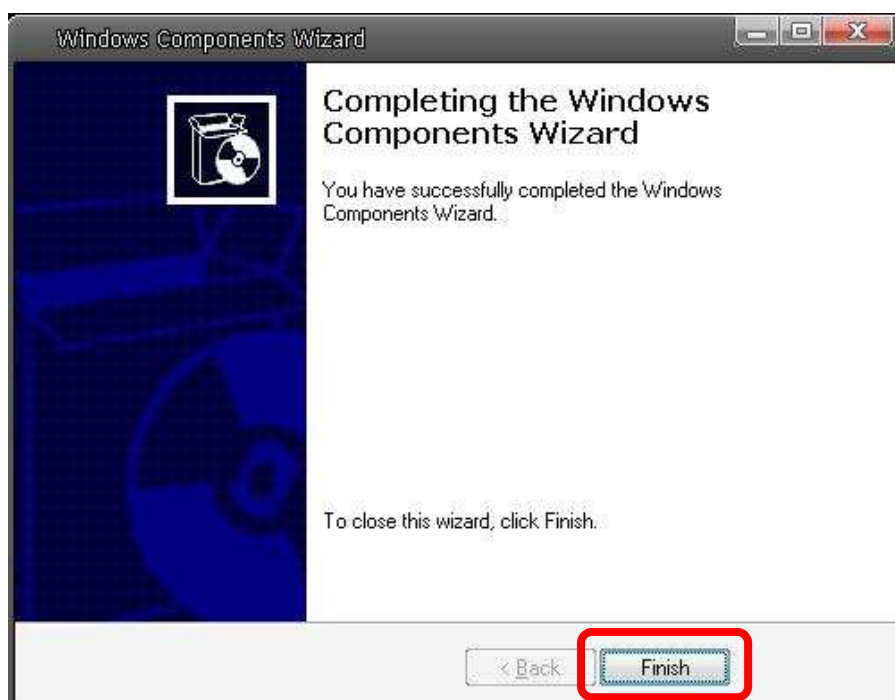 Windows Components Wizard
Completing the Windows
Components Wizard
You have successfully completed the Windows
Components Wizard.
To close this wizard, click Finish.
< Back
Finish